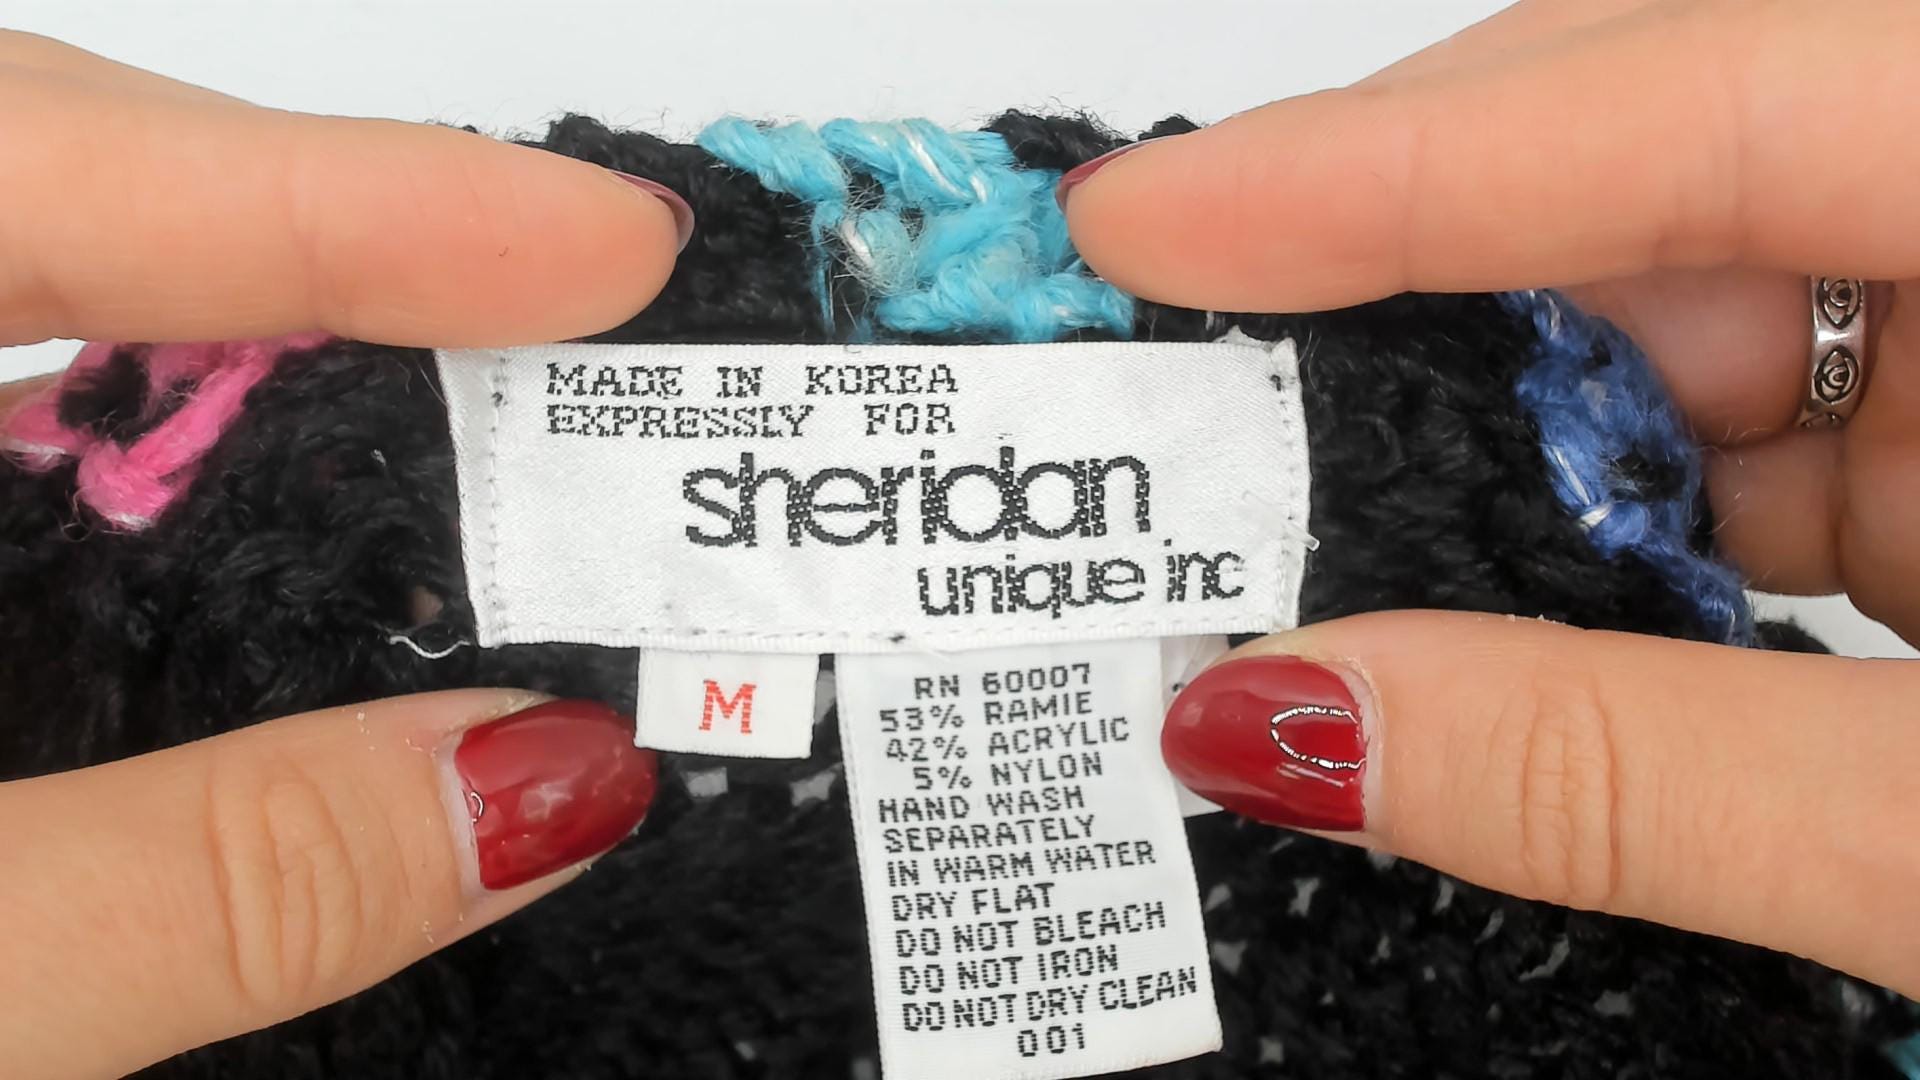 MADE IN KOREA
EXPRESSLY FOR
sheridan
unique inc
M
RN 60007
53% RAMIE
42% ACRYLIC
5% NYLON
HAND WASH
SEPARATELY
IN WARM WATER
DRY FLAT
DO NOT BLEACH
DO NOT IRON
DO NOT DRY CLEAN
001